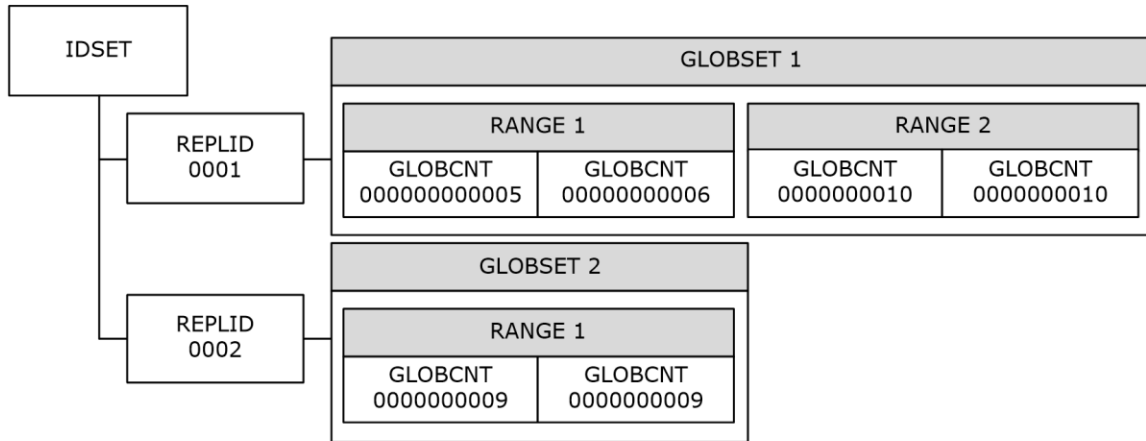 IDSET
GLOBSET 1
REPLID
0001
RANGE 1
RANGE 2
GLOBCNT
000000000005
GLOBCNT
00000000006
GLOBCNT
0000000010
GLOBCNT
0000000010
GLOBSET 2
REPLID
0002
RANGE 1
GLOBCNT
0000000009
GLOBCNT
0000000009